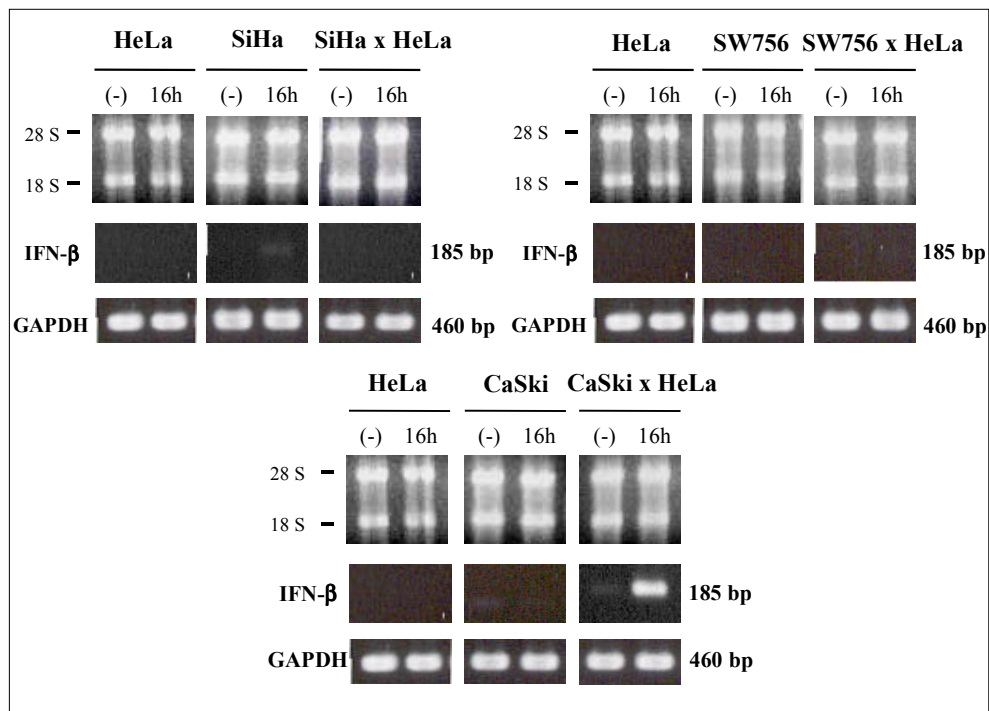 HeLa SiHa SiHa x HeLa
(-) 16h (-) 16h (-) 16h
28 S
18 S
IFN-β 185 bp
GAPDH 460 bp
HeLa SW756 SW756 x HeLa
(-) 16h (-) 16h (-) 16h
28 S
18 S
IFN-β 185 bp
GAPDH 460 bp
HeLa CaSki CaSki x HeLa
(-) 16h (-) 16h (-) 16h
28 S
18 S
IFN-β 185 bp
GAPDH 460 bp